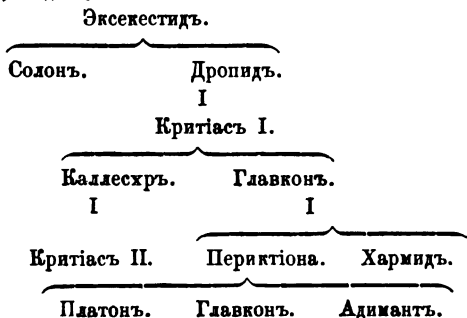 Эксекестидъ.
Солонъ. Дропидъ.
I
Критіасъ I.
Каллесхръ. Главконъ.
I I
Критіасъ II. Периктіона. Хармидъ.
Платонъ. Главконъ. Адимантъ.